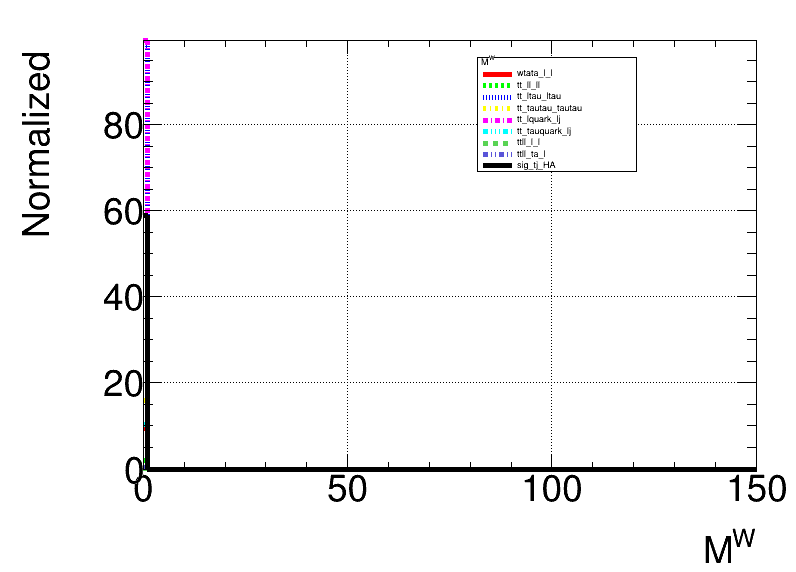 Normalized
80
60
40
20
0
0 50 100 150
M^W
M^W
wtata_l_l
tt_ll_ll
tt_ltau_ltau
tt_tautau_tautau
tt_lquark_lj
tt_tauquark_lj
ttll_l_l
ttll_ta_l
sig_tj_HA